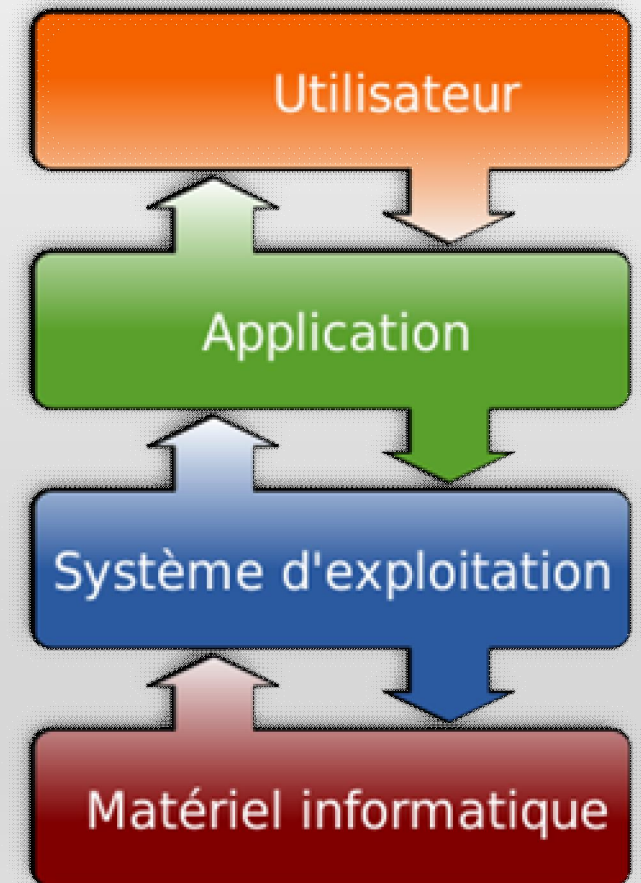 Utilisateur
Application
Système d'exploitation
Matériel informatique